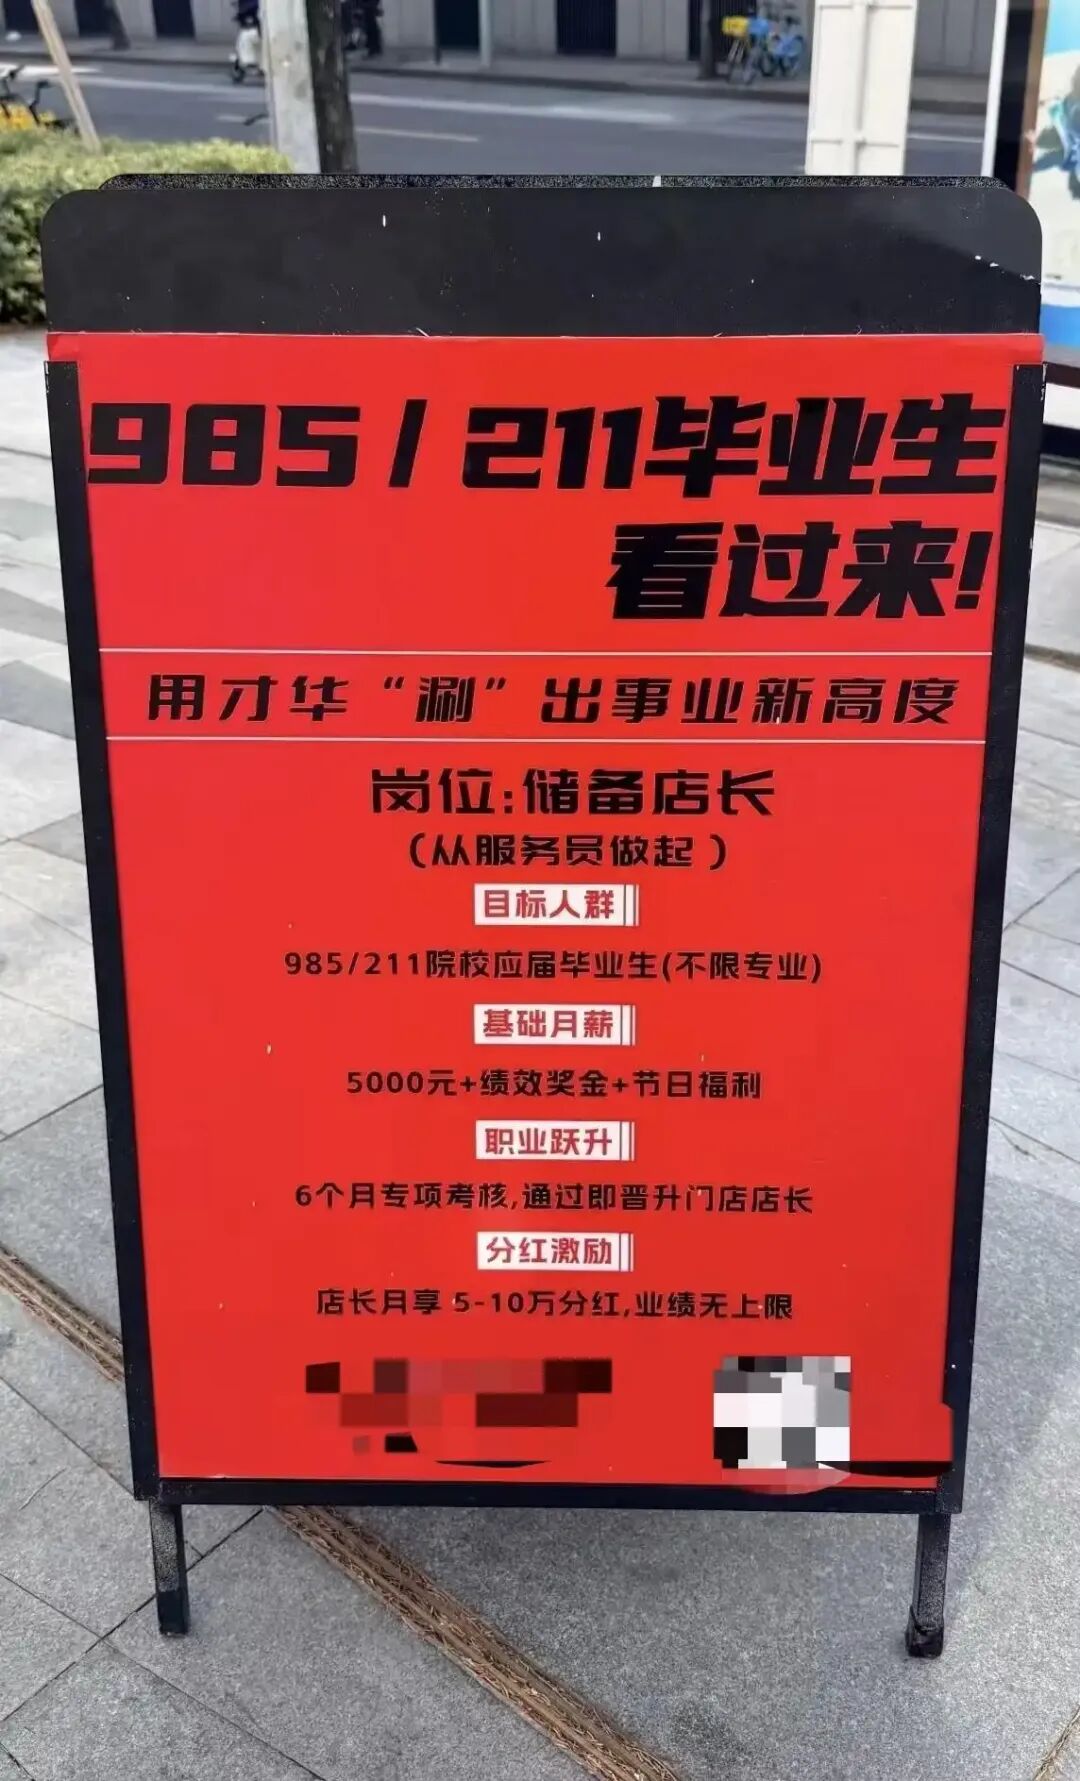 985 / 211毕业生
看过来!
用才华“涮”出事业新高度
岗位:储备店长
(从服务员做起 )
目标人群
985/211院校应届毕业生(不限专业)
基础月薪
5000元+绩效奖金+节日福利
职业跃升
6个月专项考核,通过即晋升门店店长
分红激励
店长月享 5-10万分红,业绩无上限